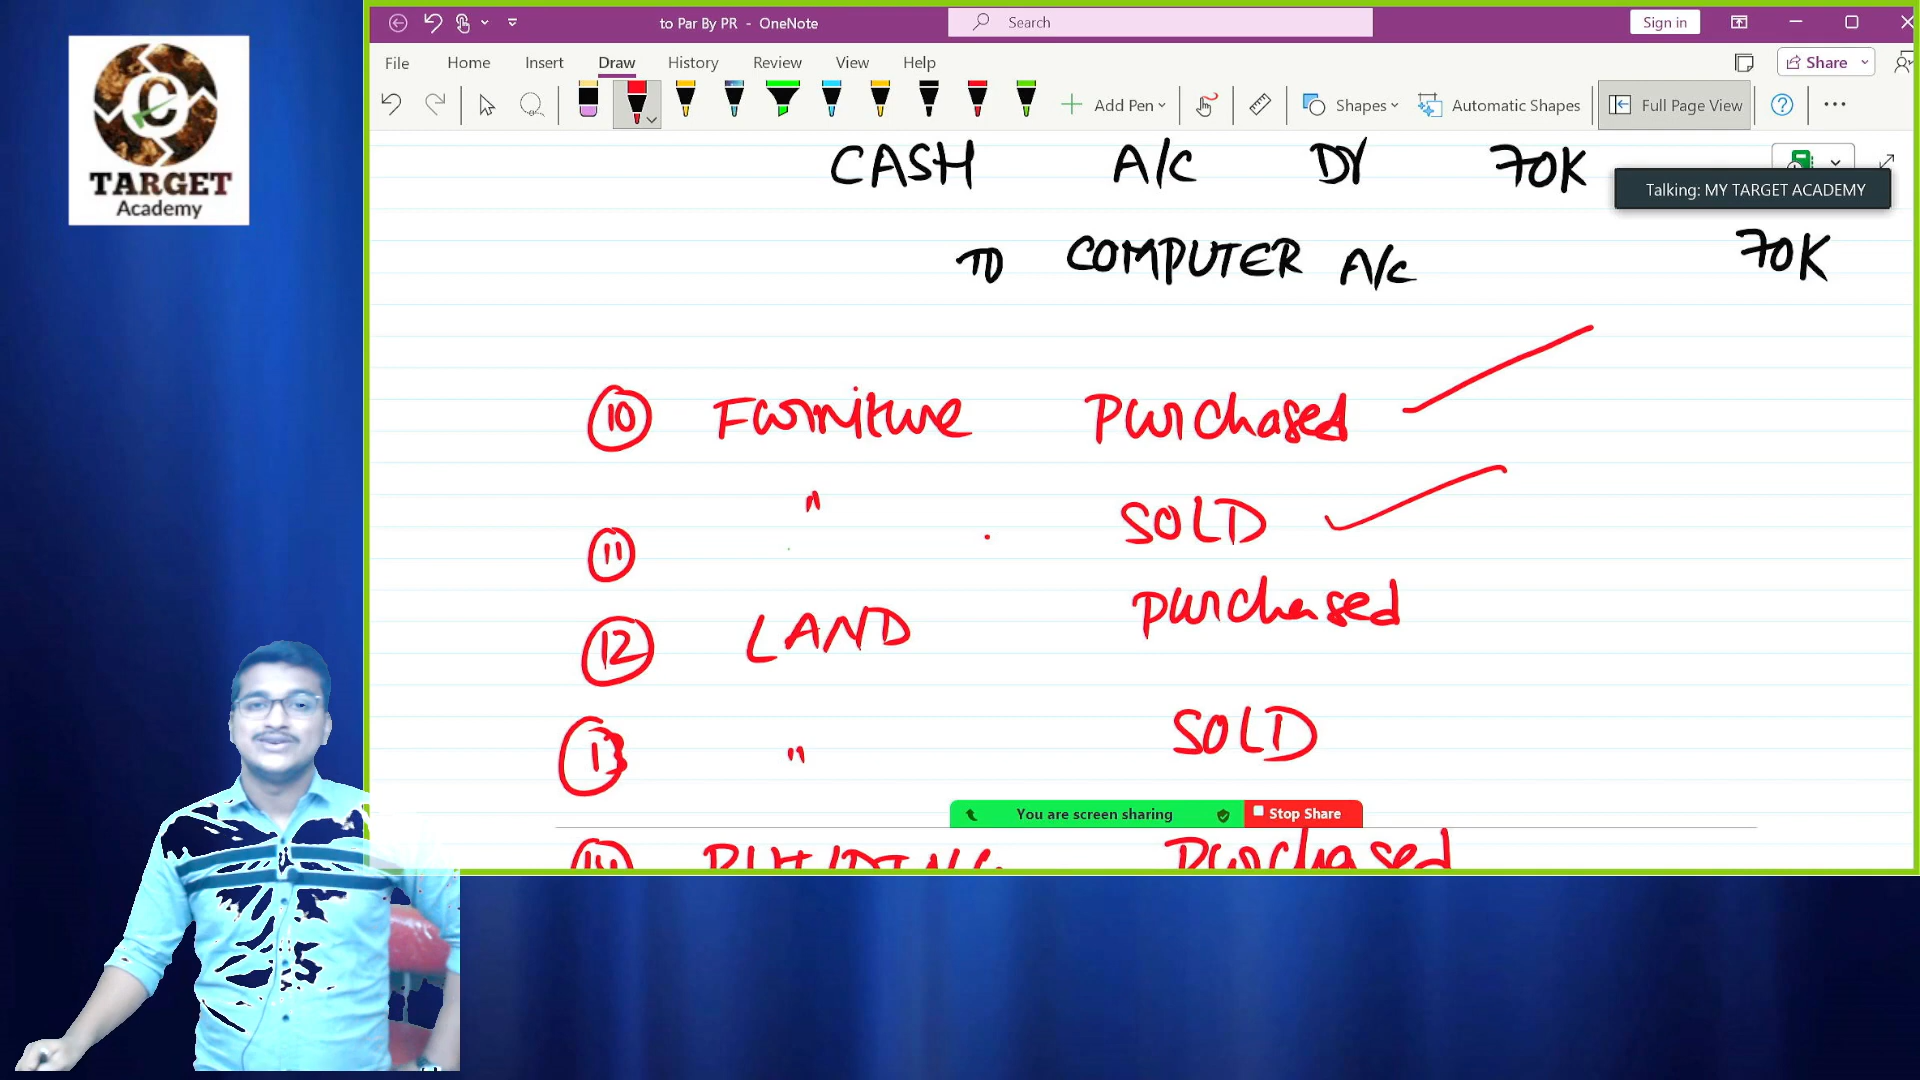 TARGET
Academy
to Par By PR - OneNote
Search
Sign in
File Home Insert Draw History Review View Help
Share
Add Pen
Shapes
Automatic Shapes
Full Page View
CASH A/C Dr 70K
Talking: MY TARGET ACADEMY
TO COMPUTER A/c 70K
10 Furniture Purchased
11 " SOLD
12 LAND purchased
13 " SOLD
You are screen sharing Stop Share
14 BUILDING Purchased